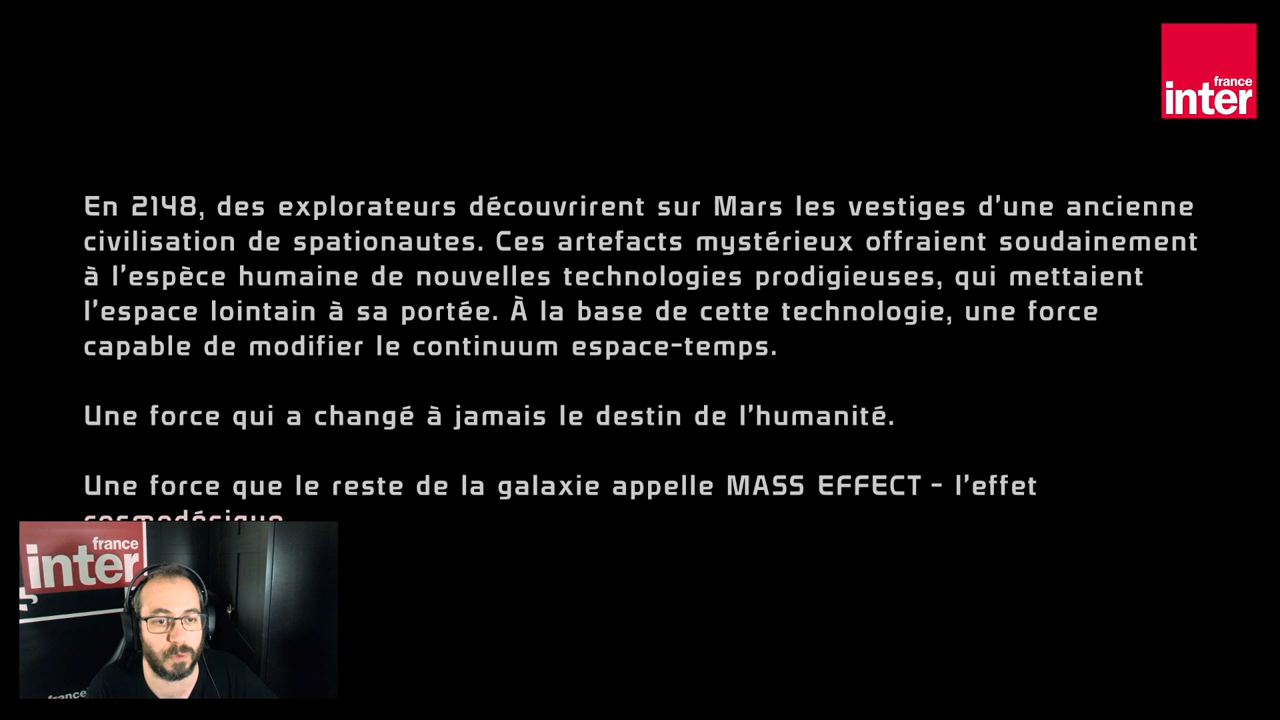 france
inter
En 2148, des explorateurs découvrirent sur Mars les vestiges d'une ancienne
civilisation de spationautes. Ces artefacts mystérieux offraient soudainement
à l'espèce humaine de nouvelles technologies prodigieuses, qui mettaient
l'espace lointain à sa portée. À la base de cette technologie, une force
capable de modifier le continuum espace-temps.
Une force qui a changé à jamais le destin de l'humanité.
Une force que le reste de la galaxie appelle MASS EFFECT - l'effet
cosmodésique.
france
inter
france